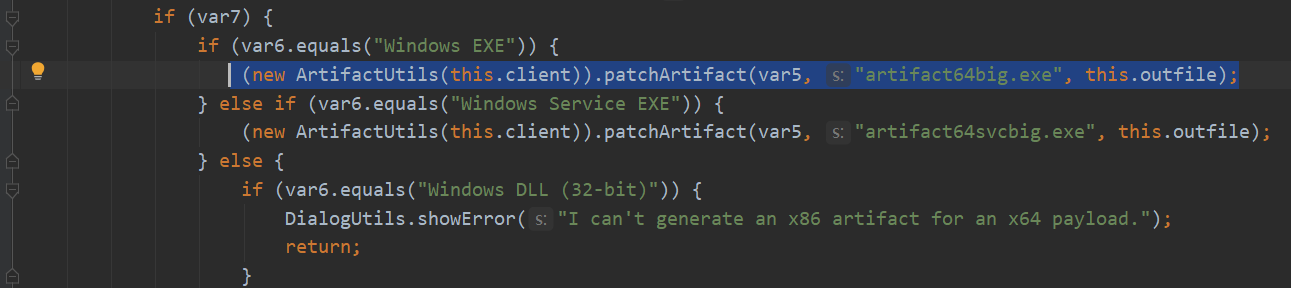 if (var7) {
if (var6.equals("Windows EXE")) {
(new ArtifactUtils(this.client)).patchArtifact(var5, s: "artifact64big.exe", this.outfile);
} else if (var6.equals("Windows Service EXE")) {
(new ArtifactUtils(this.client)).patchArtifact(var5, s: "artifact64svcbig.exe", this.outfile);
} else {
if (var6.equals("Windows DLL (32-bit)")) {
DialogUtils.showError( s: "I can't generate an x86 artifact for an x64 payload.");
return;
}